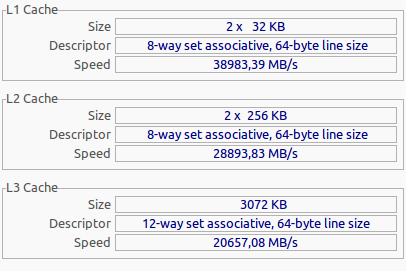 L1 Cache
Size 2 x 32 KB
Descriptor 8-way set associative, 64-byte line size
Speed 38983,39 MB/s
L2 Cache
Size 2 x 256 KB
Descriptor 8-way set associative, 64-byte line size
Speed 28893,83 MB/s
L3 Cache
Size 3072 KB
Descriptor 12-way set associative, 64-byte line size
Speed 20657,08 MB/s